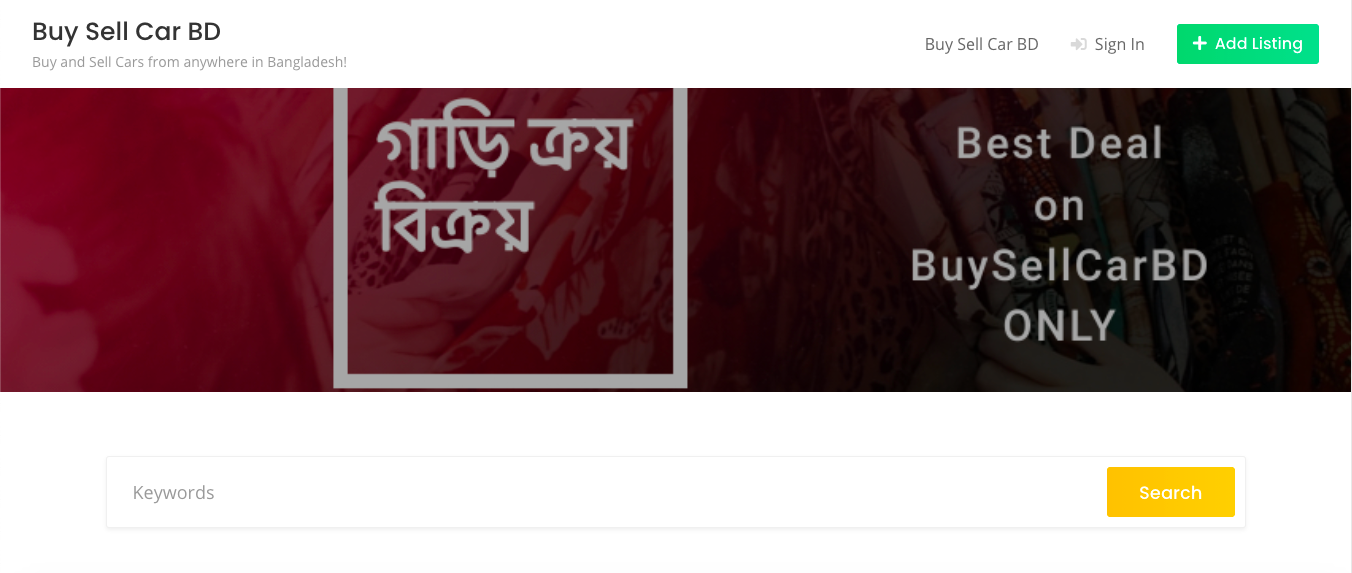 Buy Sell Car BD
Buy and Sell Cars from anywhere in Bangladesh!
Buy Sell Car BD
Sign In
Add Listing
গাড়ি ক্রয়
বিক্রয়
Best Deal
on
BuySellCarBD
ONLY
Keywords
Search